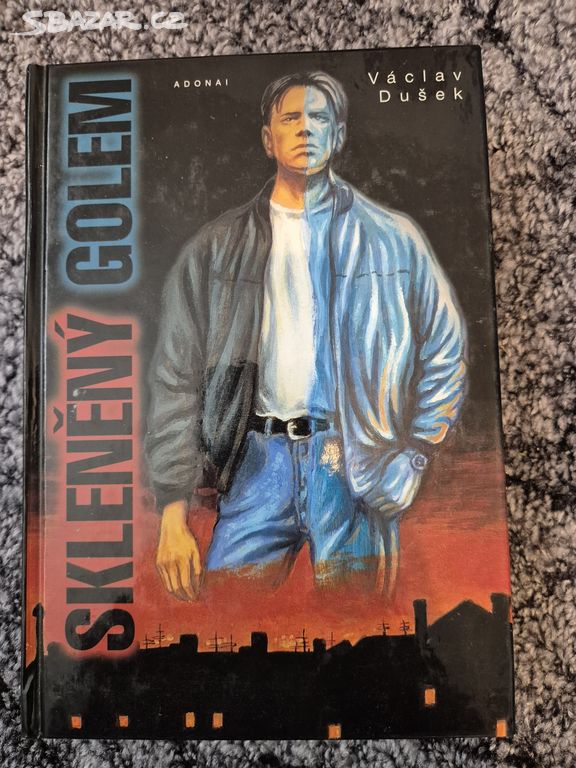 SBAZAR.CZ
ADONAI
Václav
Dušek
SKLENĚNÝ GOLEM